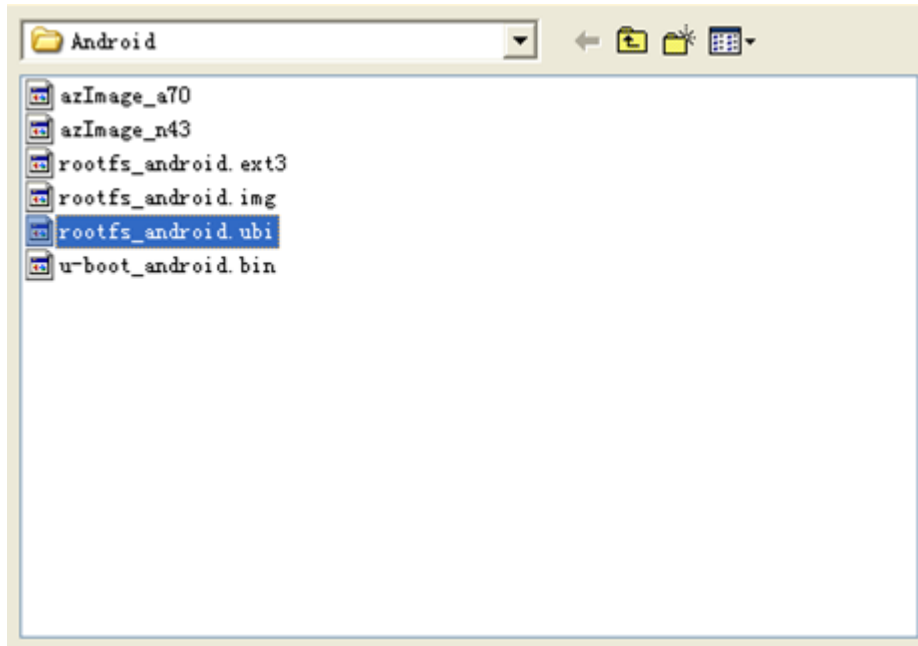 Android
azImage_a70
azImage_n43
rootfs_android.ext3
rootfs_android.img
rootfs_android.ubi
u-boot_android.bin